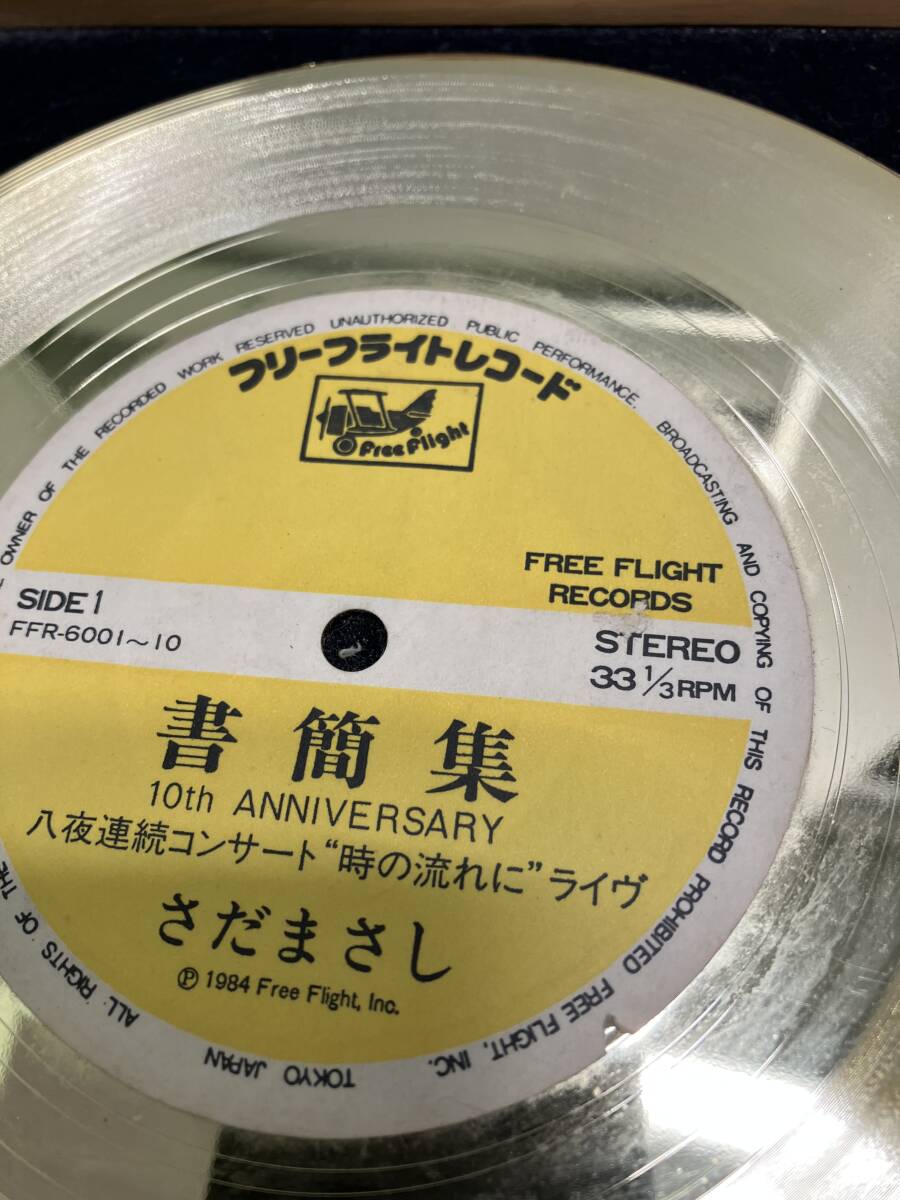 フリーフライトレコード
Free Flight
FREE FLIGHT
RECORDS
SIDE 1
FFR-6001～10
STEREO
33 1/3 RPM
書簡集
10th ANNIVERSARY
八夜連続コンサート“時の流れに”ライヴ
さだまさし
Ⓟ 1984 Free Flight, Inc.
ALL RIGHTS OF THE
OWNER OF THE RECORDED WORK RESERVED UNAUTHORIZED PUBLIC PERFORMANCE, BROADCASTING AND COPYING OF THIS RECORD PROHIBITED FREE FLIGHT, INC. TOKYO JAPAN